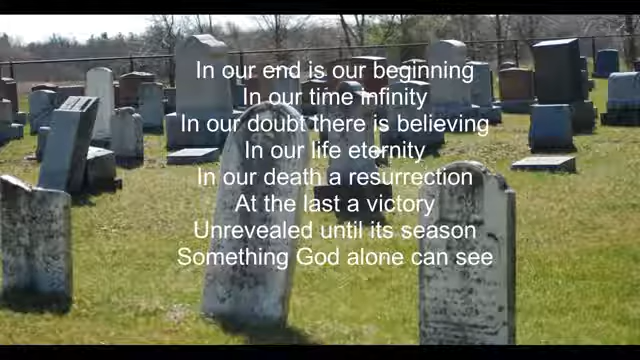 In our end is our beginning
In our time infinity
In our doubt there is believing
In our life eternity
In our death a resurrection
At the last a victory
Unrevealed until its season
Something God alone can see